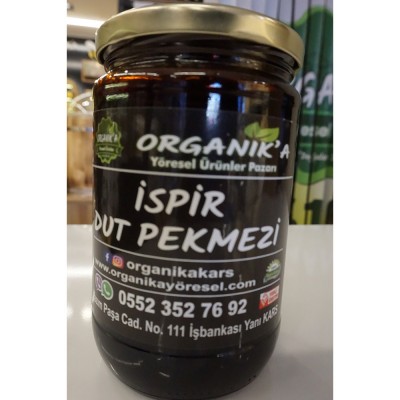 ORGANİK'A
ORGANİK'A
Yöresel Ürünler Pazarı
İSPİR
DUT PEKMEZİ
organikakars
www.organikayöresel.com
0552 352 76 92
Paşa Cad. No. 111 İşbankası Yanı KARS